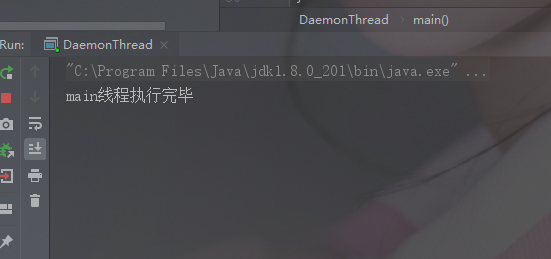 DaemonThread › main()
Run: DaemonThread ×
"C:\Program Files\Java\jdk1.8.0_201\bin\java.exe" ...
main线程执行完毕